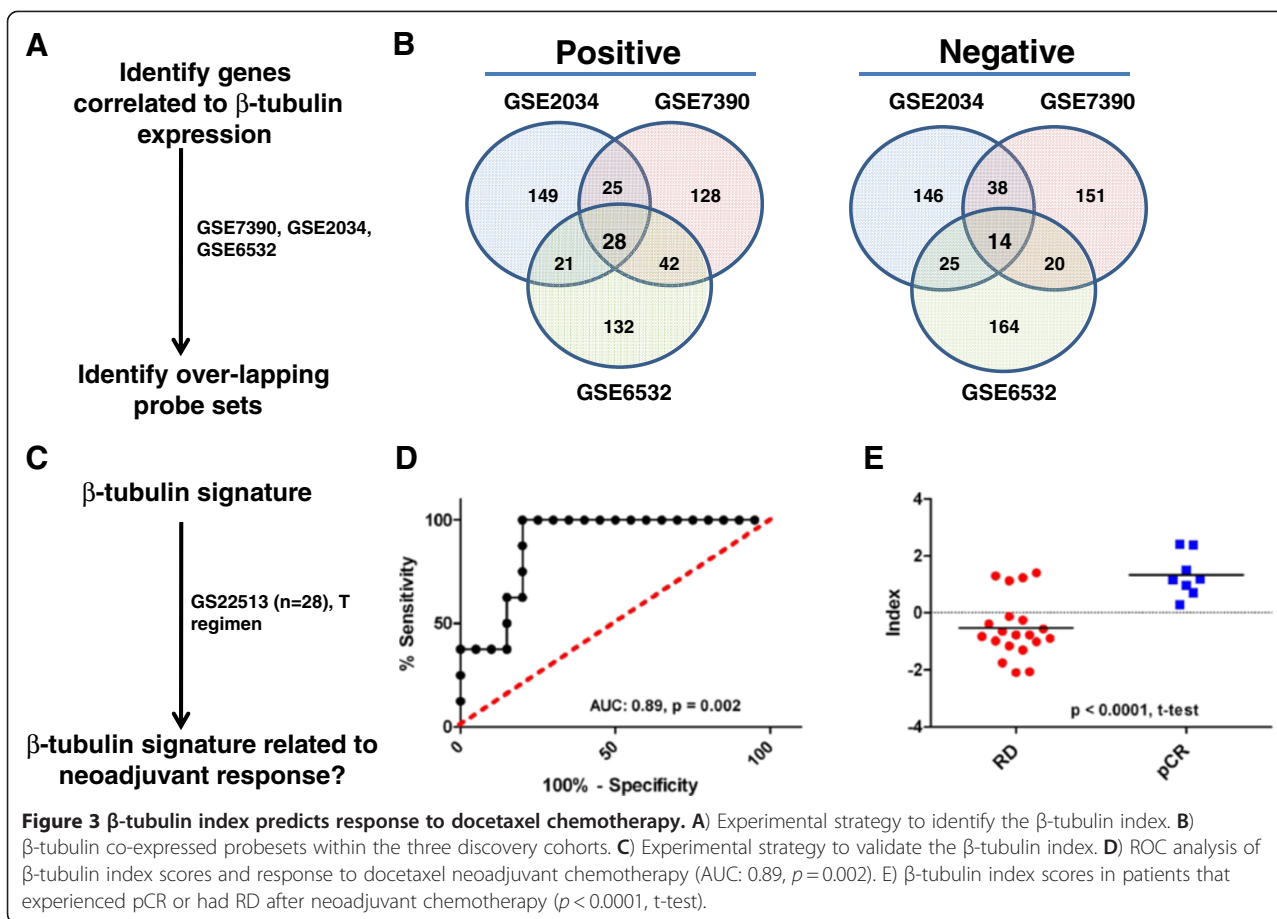 A
Identify genes
correlated to β-tubulin
expression
GSE7390, GSE2034,
GSE6532
Identify over-lapping
probe sets
B
Positive
GSE2034 GSE7390
149 25 128
28
21 42
132
GSE6532
Negative
GSE2034 GSE7390
146 38 151
14
25 20
164
GSE6532
C
β-tubulin signature
GS22513 (n=28), T
regimen
β-tubulin signature related to
neoadjuvant response?
D
% Sensitivity
100
50
0
AUC: 0.89, p = 0.002
0 50 100
100% - Specificity
E
Index
4
2
0
-2
-4
p < 0.0001, t-test
RD pCR
Figure 3 β-tubulin index predicts response to docetaxel chemotherapy. A) Experimental strategy to identify the β-tubulin index. B)
β-tubulin co-expressed probesets within the three discovery cohorts. C) Experimental strategy to validate the β-tubulin index. D) ROC analysis of
β-tubulin index scores and response to docetaxel neoadjuvant chemotherapy (AUC: 0.89, p = 0.002). E) β-tubulin index scores in patients that
experienced pCR or had RD after neoadjuvant chemotherapy (p < 0.0001, t-test).